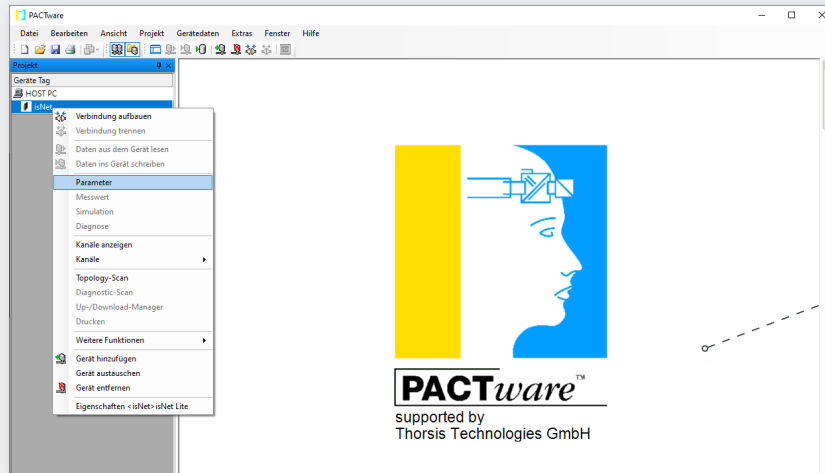 PACTware
Datei Bearbeiten Ansicht Projekt Gerätedaten Extras Fenster Hilfe
Projekt
Geräte Tag
HOST PC
isNet
Verbindung aufbauen
Verbindung trennen
Daten aus dem Gerät lesen
Daten ins Gerät schreiben
Parameter
Messwert
Simulation
Diagnose
Kanäle anzeigen
Kanäle
Topology-Scan
Diagnostic-Scan
Up-/Download-Manager
Drucken
Weitere Funktionen
Gerät hinzufügen
Gerät austauschen
Gerät entfernen
Eigenschaften <isNet>isNet Lite
PACTware™
supported by
Thorsis Technologies GmbH